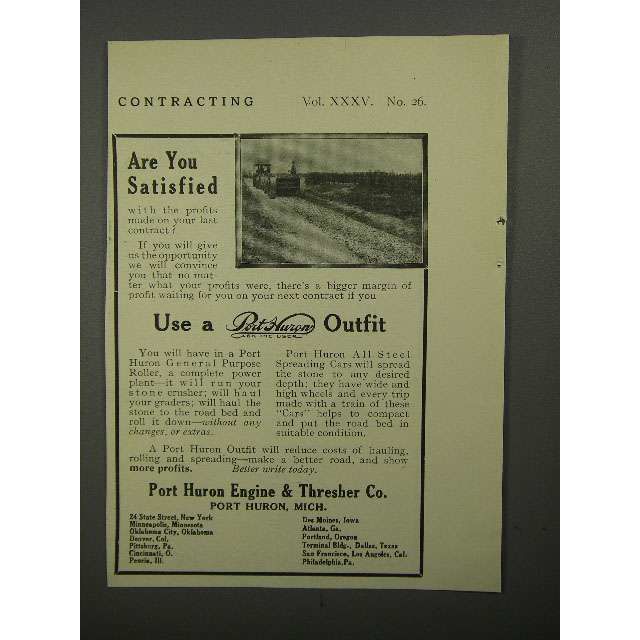 CONTRACTING Vol. XXXV. No. 26.
Are You
Satisfied
with the profits
made on your last
contract?
If you will give
us the opportunity
we will convince
you that no mat-
ter what your profits were, there's a bigger margin of
profit waiting for you on your next contract if you
Use a Port Huron Outfit
ASK THE USER
You will have in a Port
Huron General Purpose
Roller, a complete power
plant—it will run your
stone crusher; will haul
your graders; will haul the
stone to the road bed and
roll it down—without any
changes, or extras.
Port Huron All Steel
Spreading Cars will spread
the stone to any desired
depth; they have wide and
high wheels and every trip
made with a train of these
"Cars" helps to compact
and put the road bed in
suitable condition.
A Port Huron Outfit will reduce costs of hauling,
rolling and spreading—make a better road, and show
more profits. Better write today.
Port Huron Engine & Thresher Co.
PORT HURON, MICH.
24 State Street, New York
Minneapolis, Minnesota
Oklahoma City, Oklahoma
Denver, Col.
Pittsburg, Pa.
Cincinnati, O.
Peoria, Ill.
Des Moines, Iowa
Atlanta, Ga.
Portland, Oregon
Terminal Bldg., Dallas, Texas
San Francisco, Los Angeles, Cal.
Philadelphia, Pa.